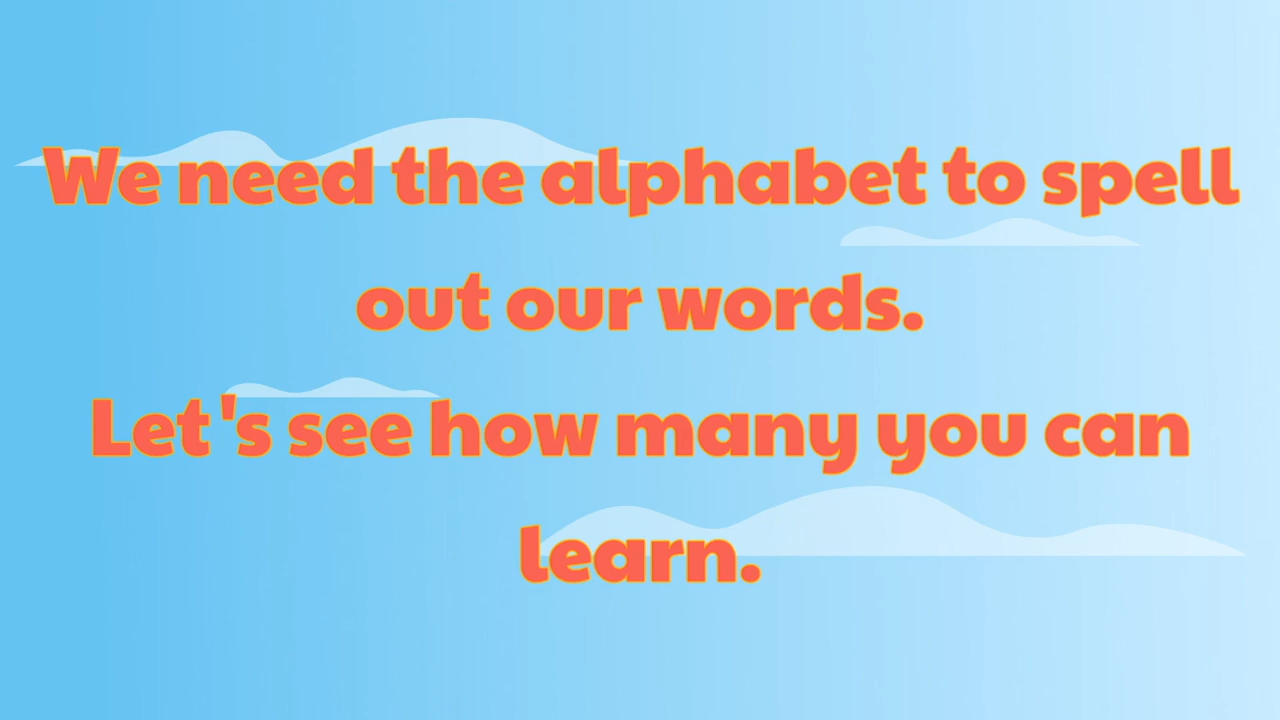 We need the alphabet to spell
out our words.
Let's see how many you can
learn.